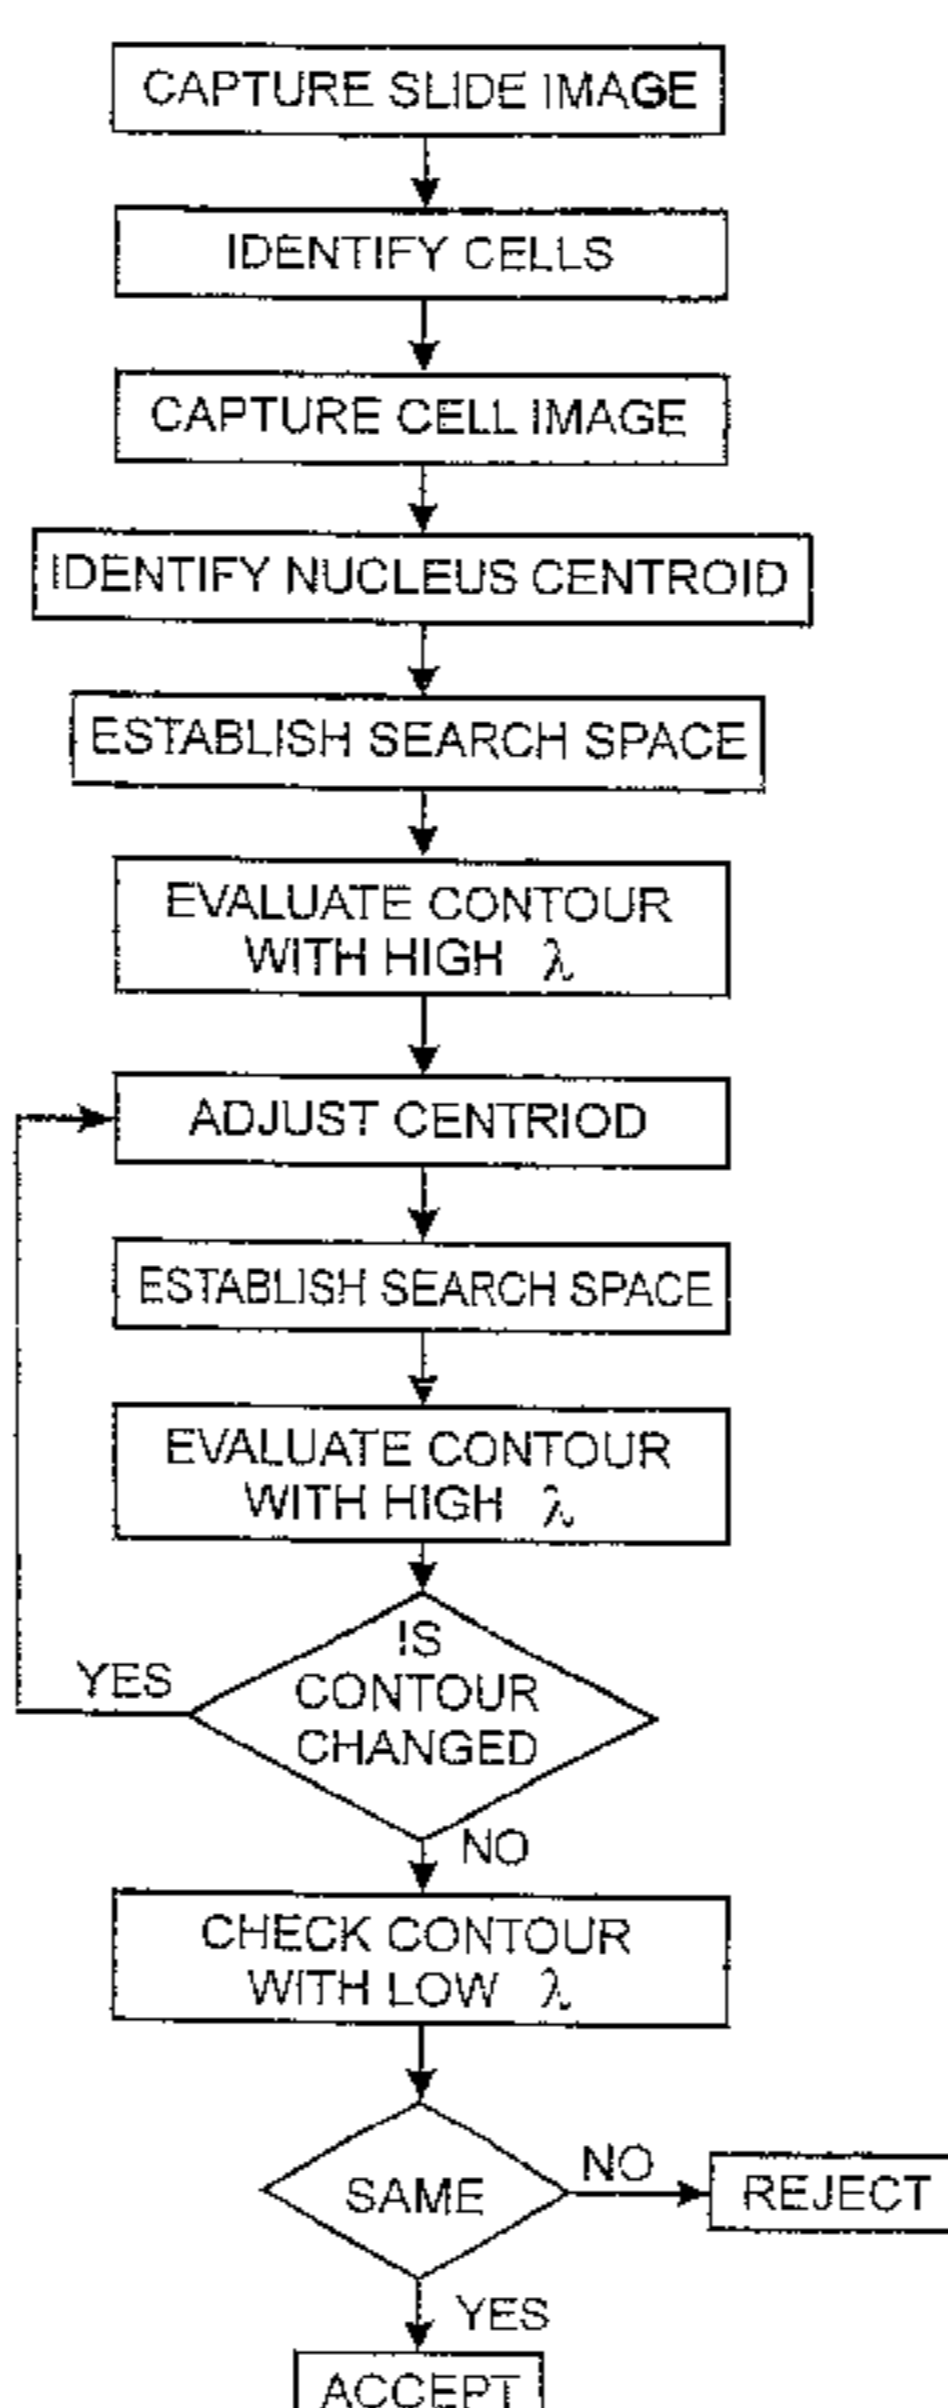 CAPTURE SLIDE IMAGE
IDENTIFY CELLS
CAPTURE CELL IMAGE
IDENTIFY NUCLEUS CENTROID
ESTABLISH SEARCH SPACE
EVALUATE CONTOUR
WITH HIGH λ
ADJUST CENTRIOD
ESTABLISH SEARCH SPACE
EVALUATE CONTOUR
WITH HIGH λ
IS
CONTOUR
CHANGED
YES
NO
CHECK CONTOUR
WITH LOW λ
SAME
NO
REJECT
YES
ACCEPT